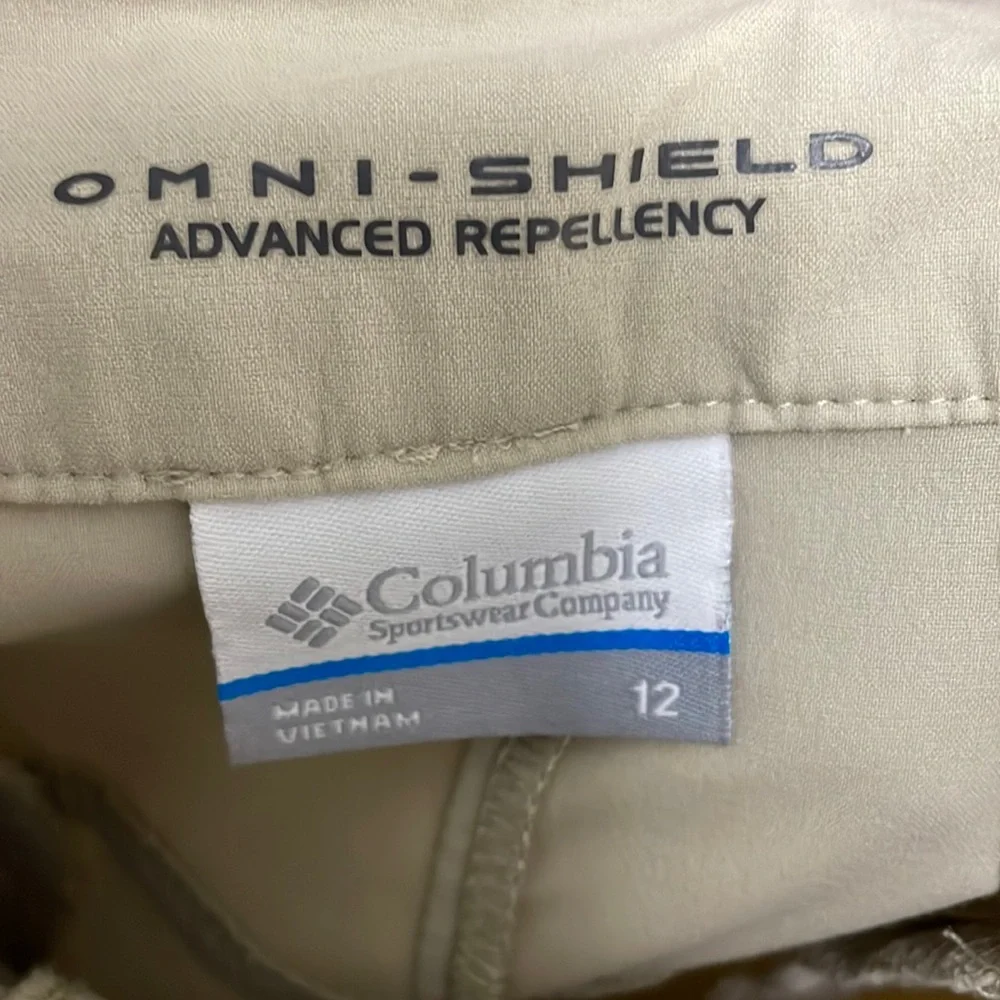 OMNI-SHIELD
ADVANCED REPELLENCY
Columbia
Sportswear Company
MADE IN
VIETNAM
12